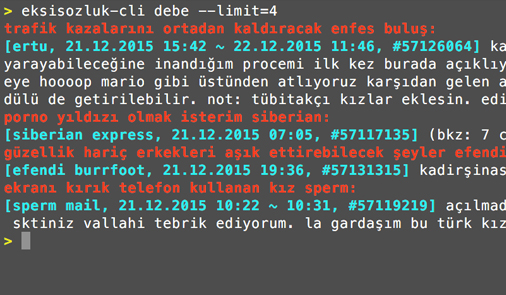 > eksisozluk-cli debe --limit=4
trafik kazalarını ortadan kaldıracak enfes buluş:
[ertu, 21.12.2015 15:42 ~ 22.12.2015 11:46, #57126064] ka
yarayabileceğine inandığım procemi ilk kez burada açıklıy
eye hoooop mario gibi üstünden atlıyoruz karşıdan gelen a
dülü de getirilebilir. not: tübitakçı kızlar eklesin. edi
porno yıldızı olmak isterim siberian:
[siberian express, 21.12.2015 07:05, #57117135] (bkz: 7 c
güzellik hariç erkekleri aşık ettirebilecek şeyler efendi
[efendi burrfoot, 21.12.2015 19:36, #57131315] kadirşinas
ekranı kırık telefon kullanan kız sperm:
[sperm mail, 21.12.2015 10:22 ~ 10:31, #57119219] açılmad
sktiniz vallahi tebrik ediyorum. la gardaşım bu türk kız
>